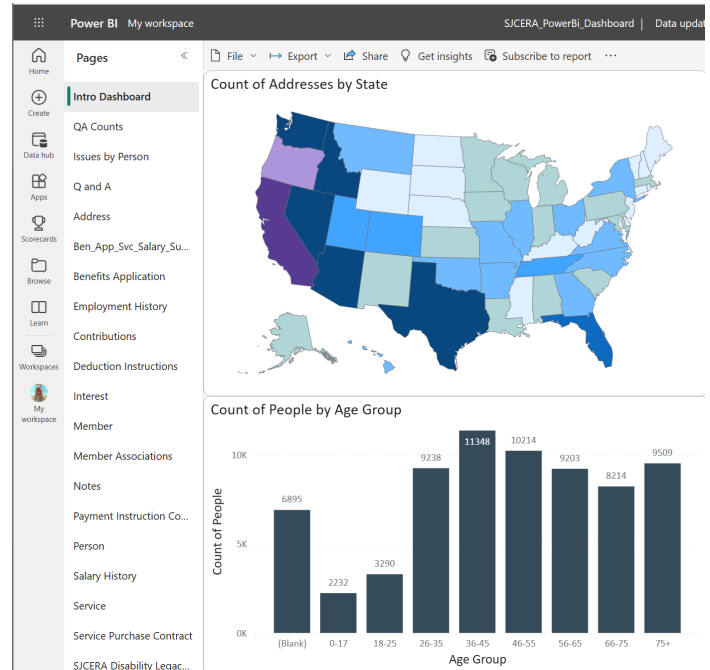 Power BI My workspace
SJCERA_PowerBi_Dashboard | Data updat
Home
Create
Data hub
Apps
Scorecards
Browse
Learn
Workspaces
My
workspace
Pages
Intro Dashboard
QA Counts
Issues by Person
Q and A
Address
Ben_App_Svc_Salary_Su...
Benefits Application
Employment History
Contributions
Deduction Instructions
Interest
Member
Member Associations
Notes
Payment Instruction Co...
Person
Salary History
Service
Service Purchase Contract
SJCERA Disability Legac...
File Export Share Get insights Subscribe to report ...
Count of Addresses by State
Count of People by Age Group
Count of People
10K
5K
0K
6895
2232
3290
9238
11348
10214
9203
8214
9509
(Blank) 0-17 18-25 26-35 36-45 46-55 56-65 66-75 75+
Age Group